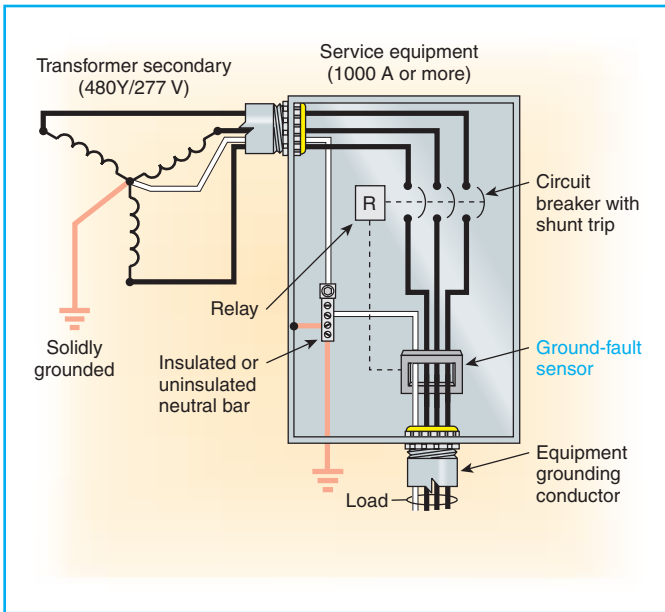 Transformer secondary
(480Y/277 V)
Service equipment
(1000 A or more)
Circuit
breaker with
shunt trip
R
Relay
Solidly
grounded
Insulated or
uninsulated
neutral bar
Ground-fault
sensor
Equipment
grounding
conductor
Load